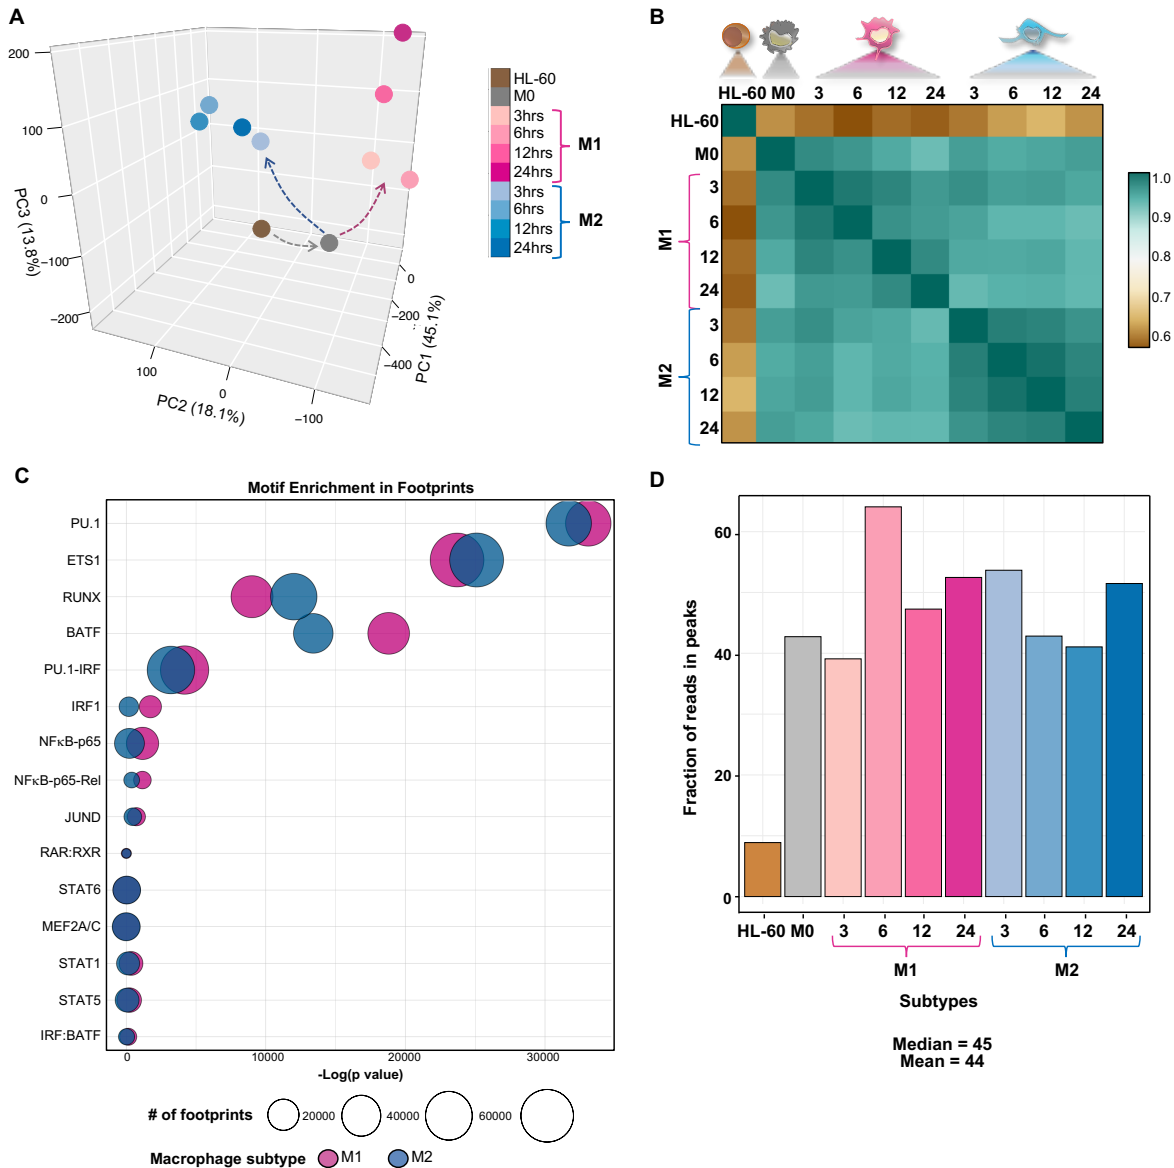 A
200
100
0
−100
−200
PC3 (13.8%)
100
0
−100
PC2 (18.1%)
0
−200
−400
PC1 (45.1%)
HL-60
M0
3hrs
6hrs
12hrs
24hrs
3hrs
6hrs
12hrs
24hrs
M1
M2
B
HL-60 M0 3 6 12 24 3 6 12 24
HL-60
M0
3
6
12
24
3
6
12
24
M1
M2
1.0
0.9
0.8
0.7
0.6
C
Motif Enrichment in Footprints
PU.1
ETS1
RUNX
BATF
PU.1-IRF
IRF1
NFκB-p65
NFκB-p65-Rel
JUND
RAR:RXR
STAT6
MEF2A/C
STAT1
STAT5
IRF:BATF
0 10000 20000 30000
-Log(p value)
# of footprints 20000 40000 60000
Macrophage subtype M1 M2
D
Fraction of reads in peaks
60
40
20
0
HL-60 M0 3 6 12 24 3 6 12 24
M1 M2
Subtypes
Median = 45
Mean = 44